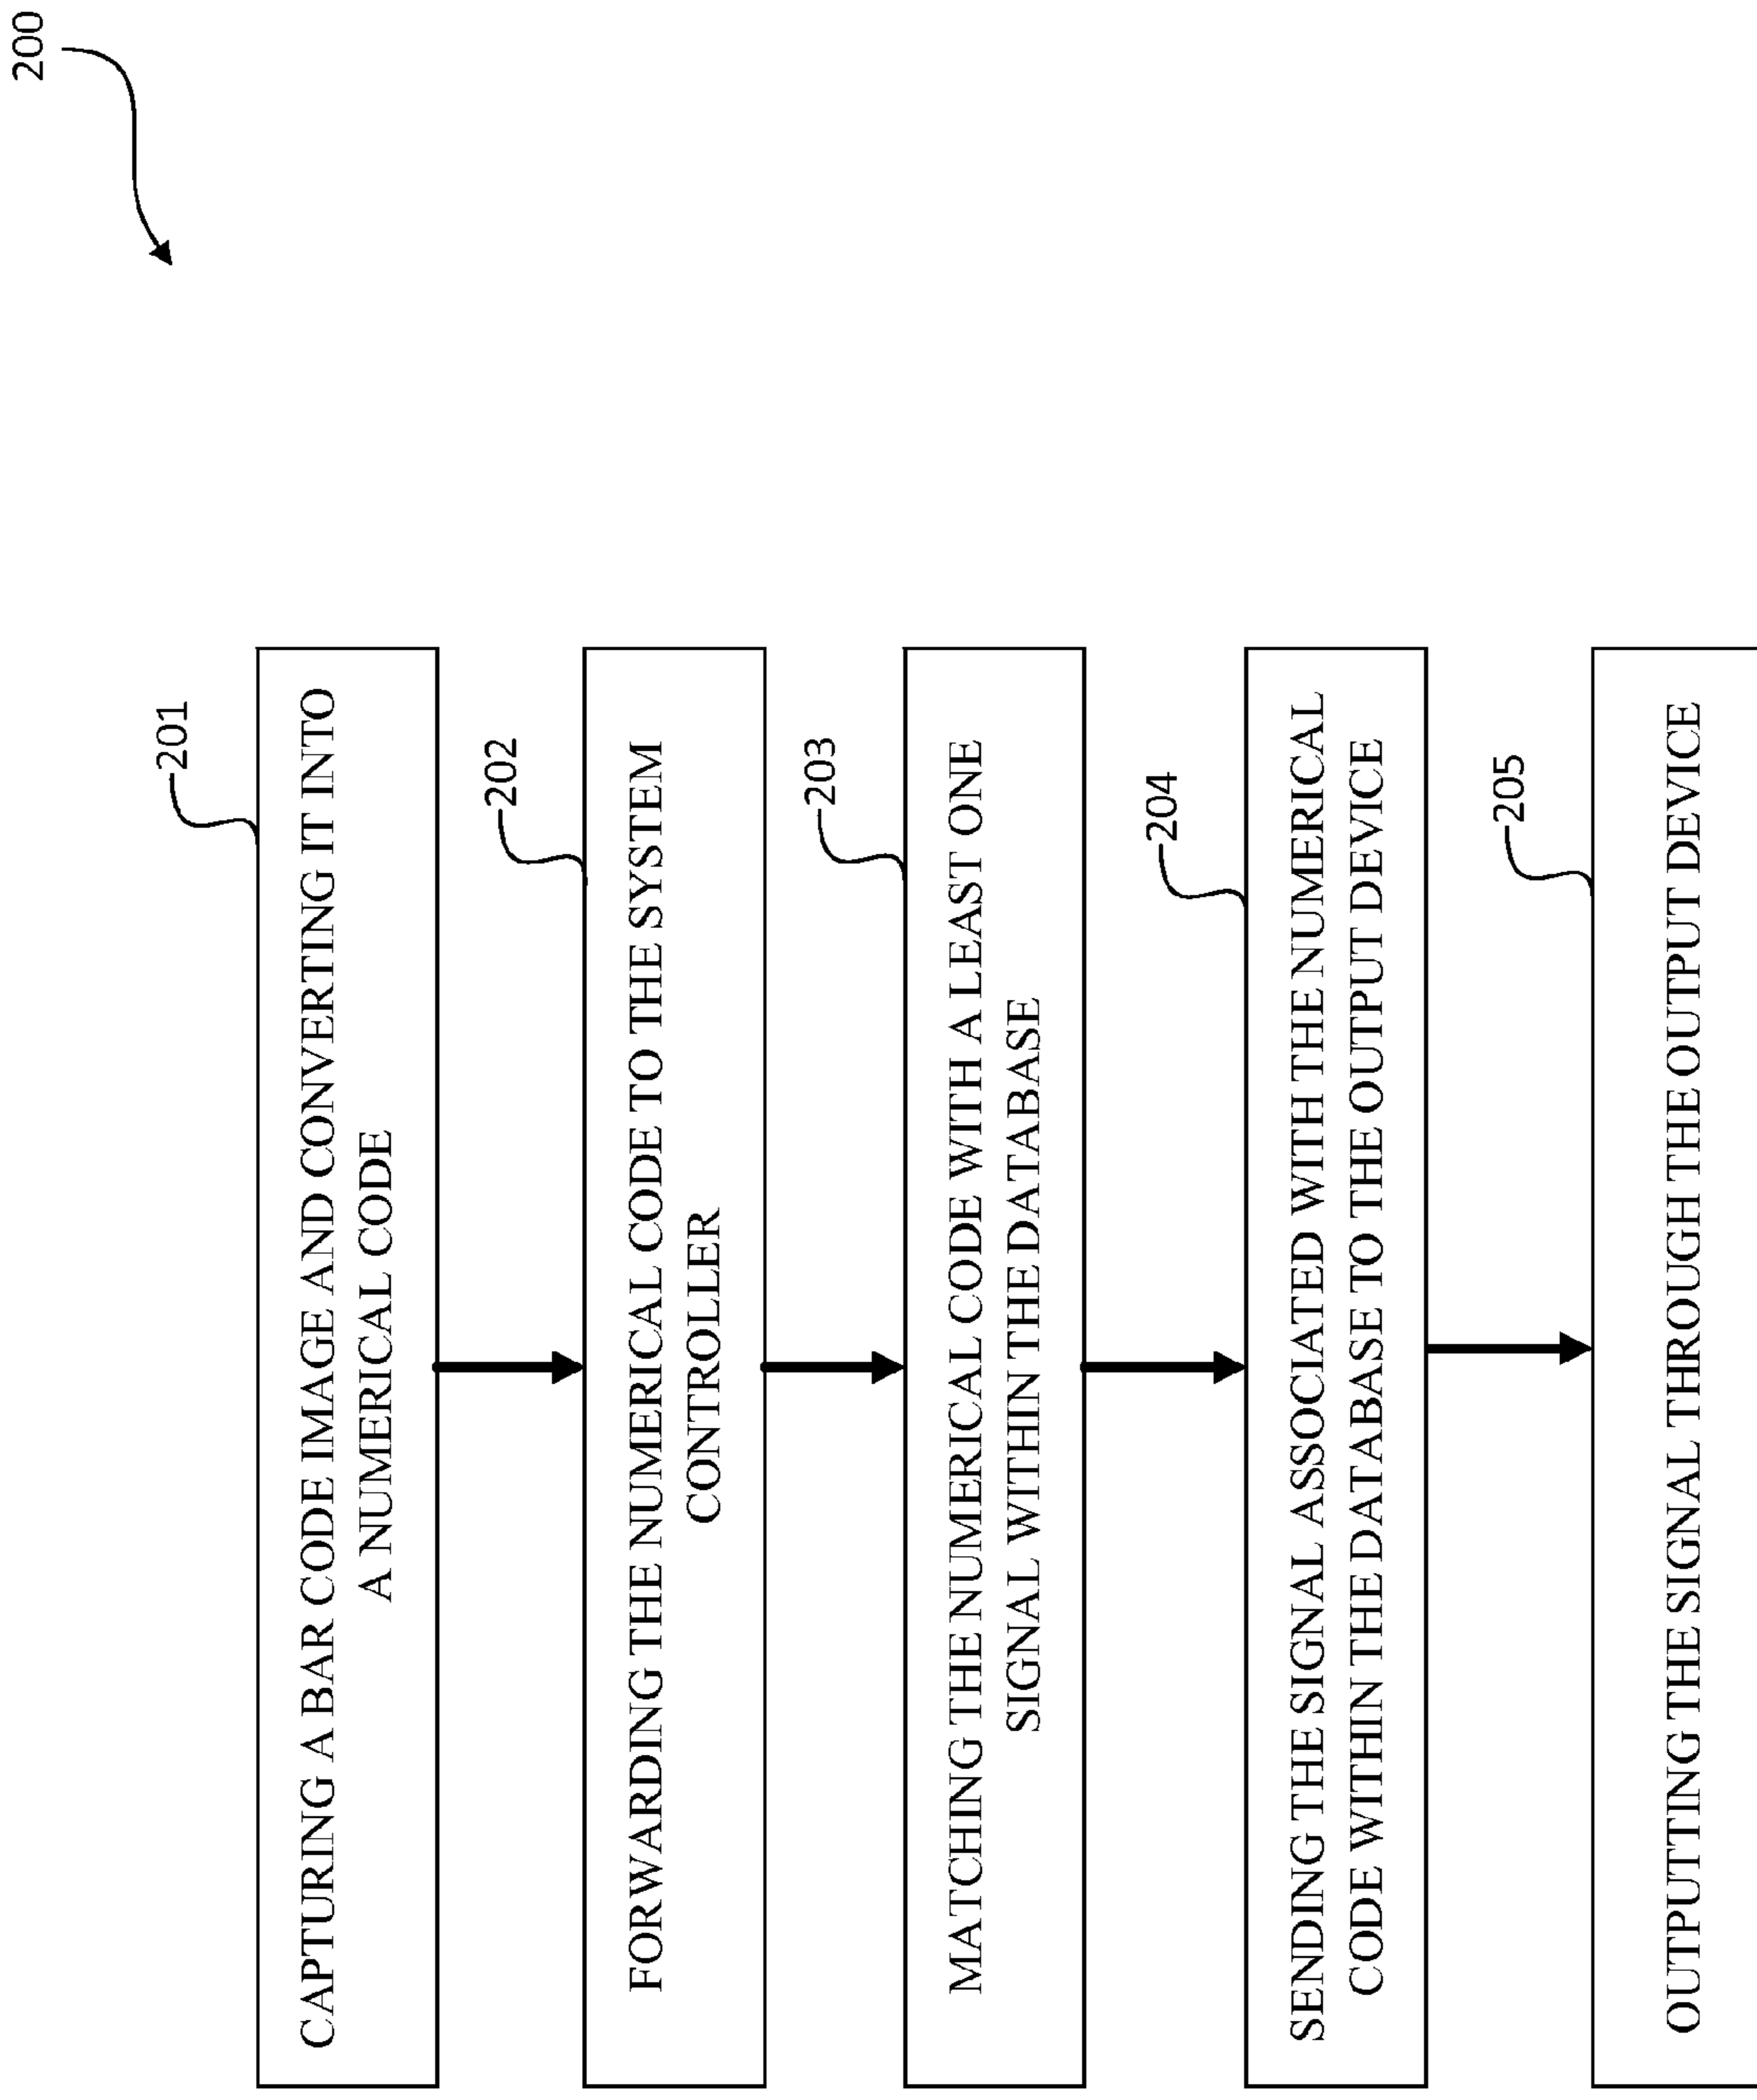 200
201
CAPTURING A BAR CODE IMAGE AND CONVERTING IT INTO
A NUMERICAL CODE
202
FORWARDING THE NUMERICAL CODE TO THE SYSTEM
CONTROLLER
203
MATCHING THE NUMERICAL CODE WITH A LEAST ONE
SIGNAL WITHIN THE DATABASE
204
SENDING THE SIGNAL ASSOCIATED WITH THE NUMERICAL
CODE WITHIN THE DATABASE TO THE OUTPUT DEVICE
205
OUTPUTTING THE SIGNAL THROUGH THE OUTPUT DEVICE